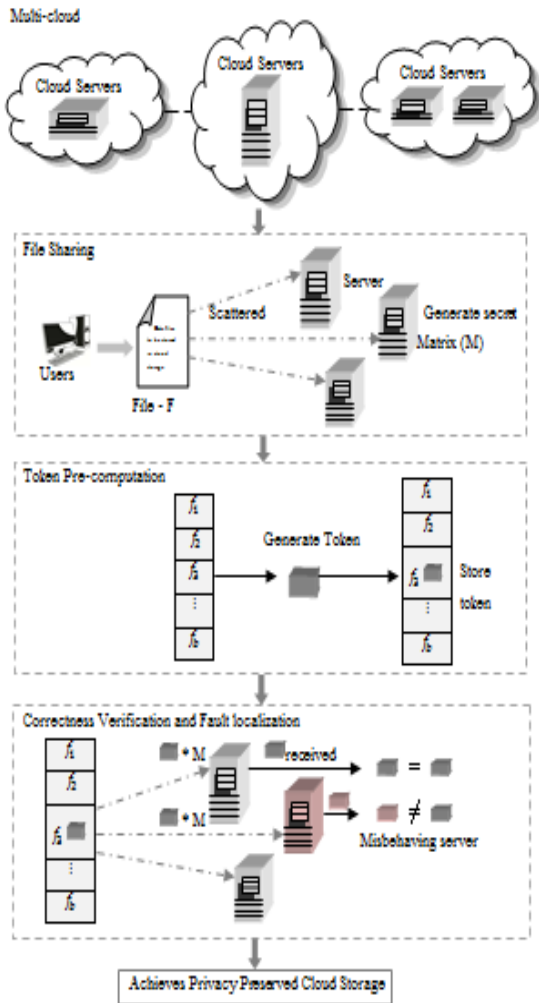 Multi-cloud
Cloud Servers
Cloud Servers
Cloud Servers
File Sharing
Server
Scattered
Generate secret
Matrix (M)
Users
File - F
Token Pre-computation
f1
f2
f3
⋮
fb
Generate Token
f1
f2
f3
⋮
fb
Store
token
Correctness Verification and Fault localization
f1
f2
f3
⋮
fb
* M
received
=
* M
≠
Misbehaving server
Achieves Privacy Preserved Cloud Storage